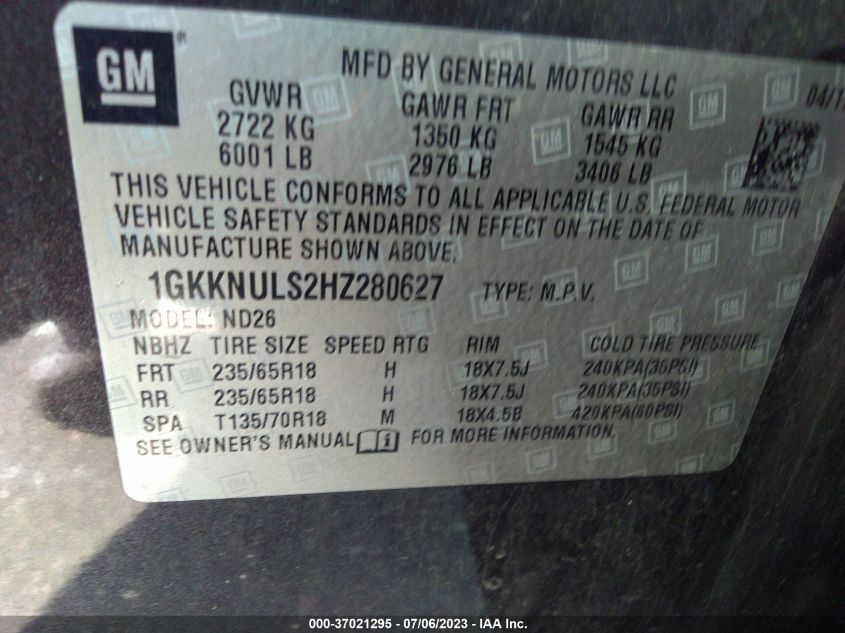 GM
MFD BY GENERAL MOTORS LLC
GVWR GAWR FRT GAWR RR
2722 KG 1350 KG 1545 KG
6001 LB 2976 LB 3406 LB
THIS VEHICLE CONFORMS TO ALL APPLICABLE U.S. FEDERAL MOTOR
VEHICLE SAFETY STANDARDS IN EFFECT ON THE DATE OF
MANUFACTURE SHOWN ABOVE.
1GKKNULS2HZ280627 TYPE: M.P.V.
MODEL: ND26
NBHZ TIRE SIZE SPEED RTG RIM COLD TIRE PRESSURE
FRT 235/65R18 H 18X7.5J 240KPA(35PSI)
RR 235/65R18 H 18X7.5J 240KPA(35PSI)
SPA T135/70R18 M 18X4.5B 420KPA(60PSI)
SEE OWNER'S MANUAL FOR MORE INFORMATION.
000-37021295 - 07/06/2023 - IAA Inc.